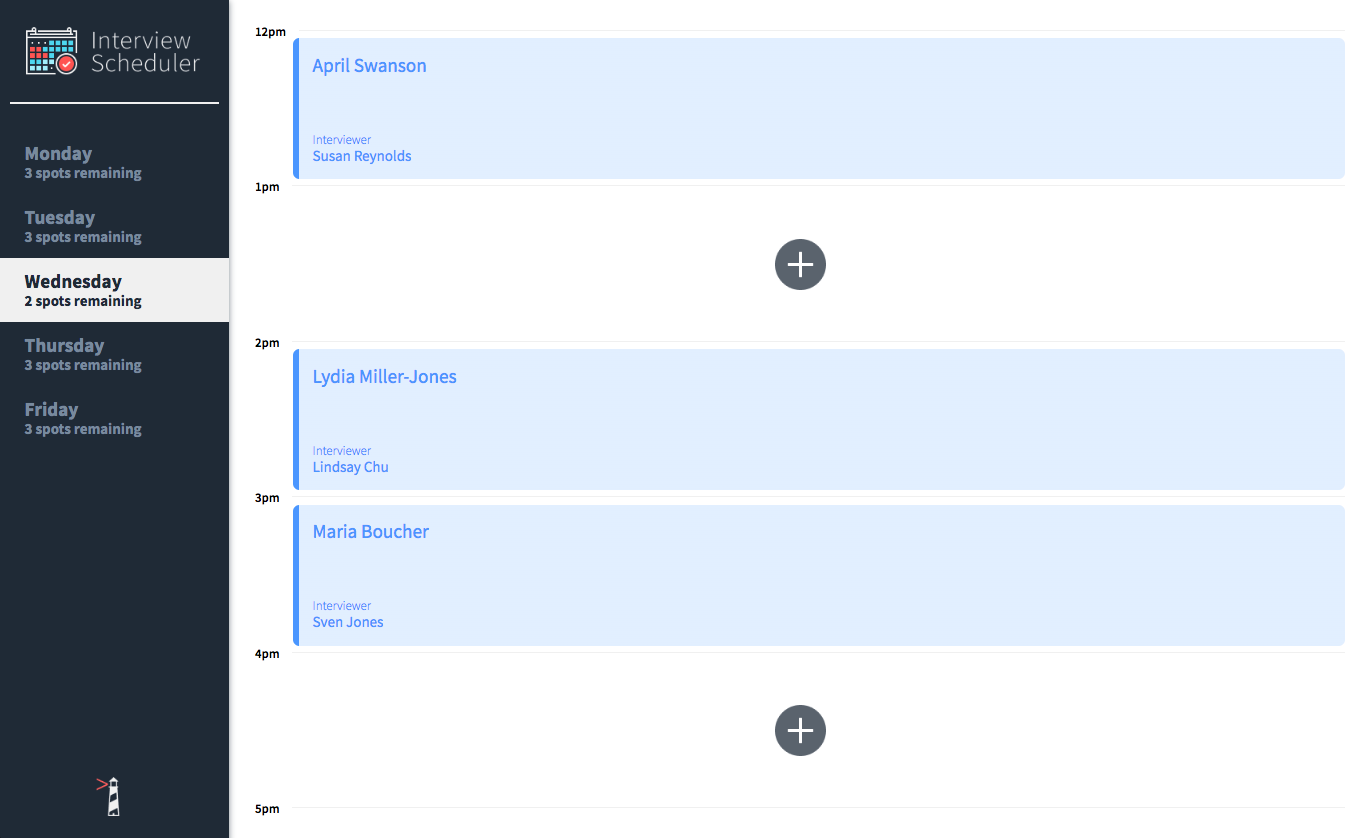 Interview
Scheduler
Monday
3 spots remaining
Tuesday
3 spots remaining
Wednesday
2 spots remaining
Thursday
3 spots remaining
Friday
3 spots remaining
12pm
April Swanson
Interviewer
Susan Reynolds
1pm
2pm
Lydia Miller-Jones
Interviewer
Lindsay Chu
3pm
Maria Boucher
Interviewer
Sven Jones
4pm
5pm